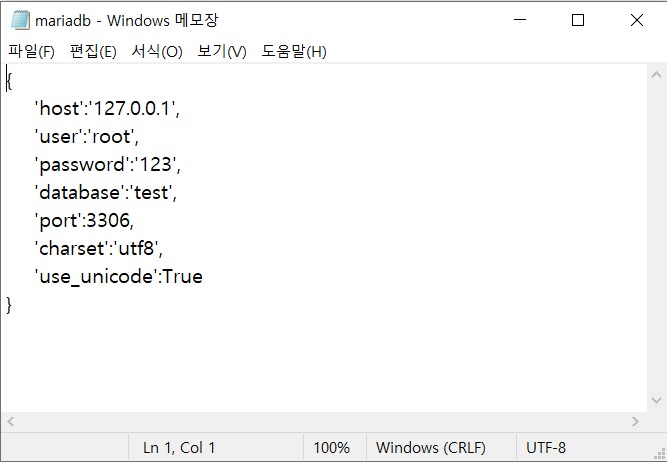 mariadb - Windows 메모장
파일(F) 편집(E) 서식(O) 보기(V) 도움말(H)
{
'host':'127.0.0.1',
'user':'root',
'password':'123',
'database':'test',
'port':3306,
'charset':'utf8',
'use_unicode':True
}
Ln 1, Col 1 100% Windows (CRLF) UTF-8